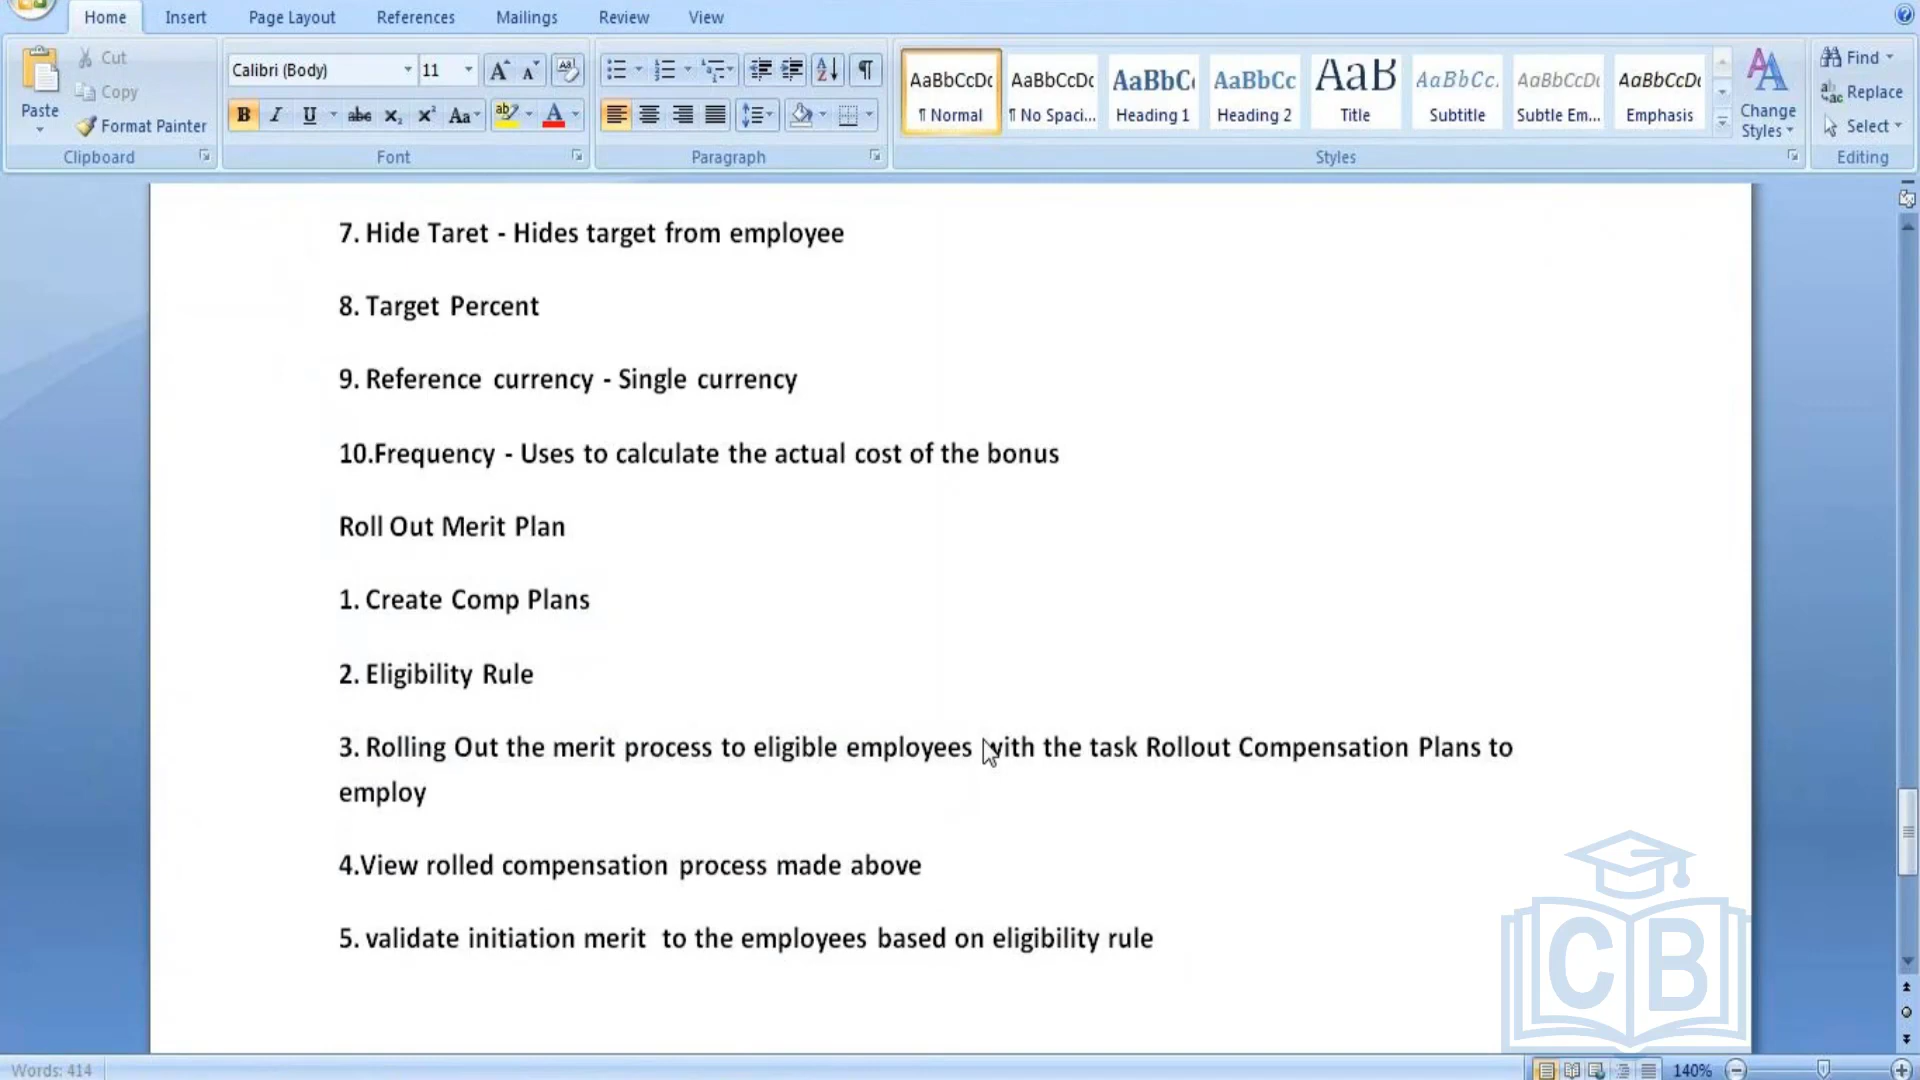 Home Insert Page Layout References Mailings Review View
Cut
Copy
Format Painter
Paste
Clipboard
Calibri (Body) 11
Font
Paragraph
AaBbCcDc AaBbCcDc AaBbC AaBbCc AaB AaBbCc. AaBbCcDc AaBbCcDc
¶ Normal ¶ No Spaci... Heading 1 Heading 2 Title Subtitle Subtle Em... Emphasis
Styles
Change Styles
Find
Replace
Select
Editing
7. Hide Taret - Hides target from employee
8. Target Percent
9. Reference currency - Single currency
10.Frequency - Uses to calculate the actual cost of the bonus
Roll Out Merit Plan
1. Create Comp Plans
2. Eligibility Rule
3. Rolling Out the merit process to eligible employees with the task Rollout Compensation Plans to
employ
4.View rolled compensation process made above
5. validate initiation merit to the employees based on eligibility rule
CB
Words: 414
140%